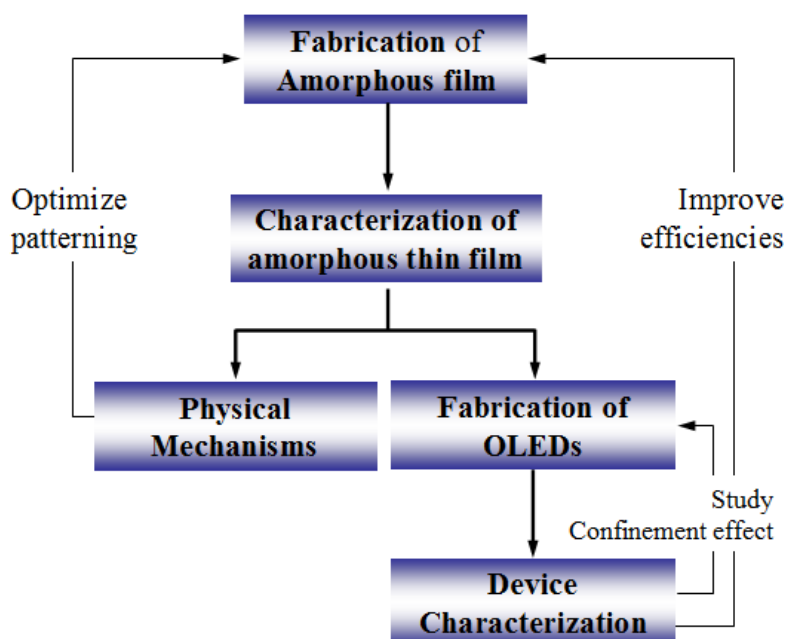 Fabrication of
Amorphous film
Optimize
patterning
Improve
efficiencies
Characterization of
amorphous thin film
Physical
Mechanisms
Fabrication of
OLEDs
Study
Confinement effect
Device
Characterization